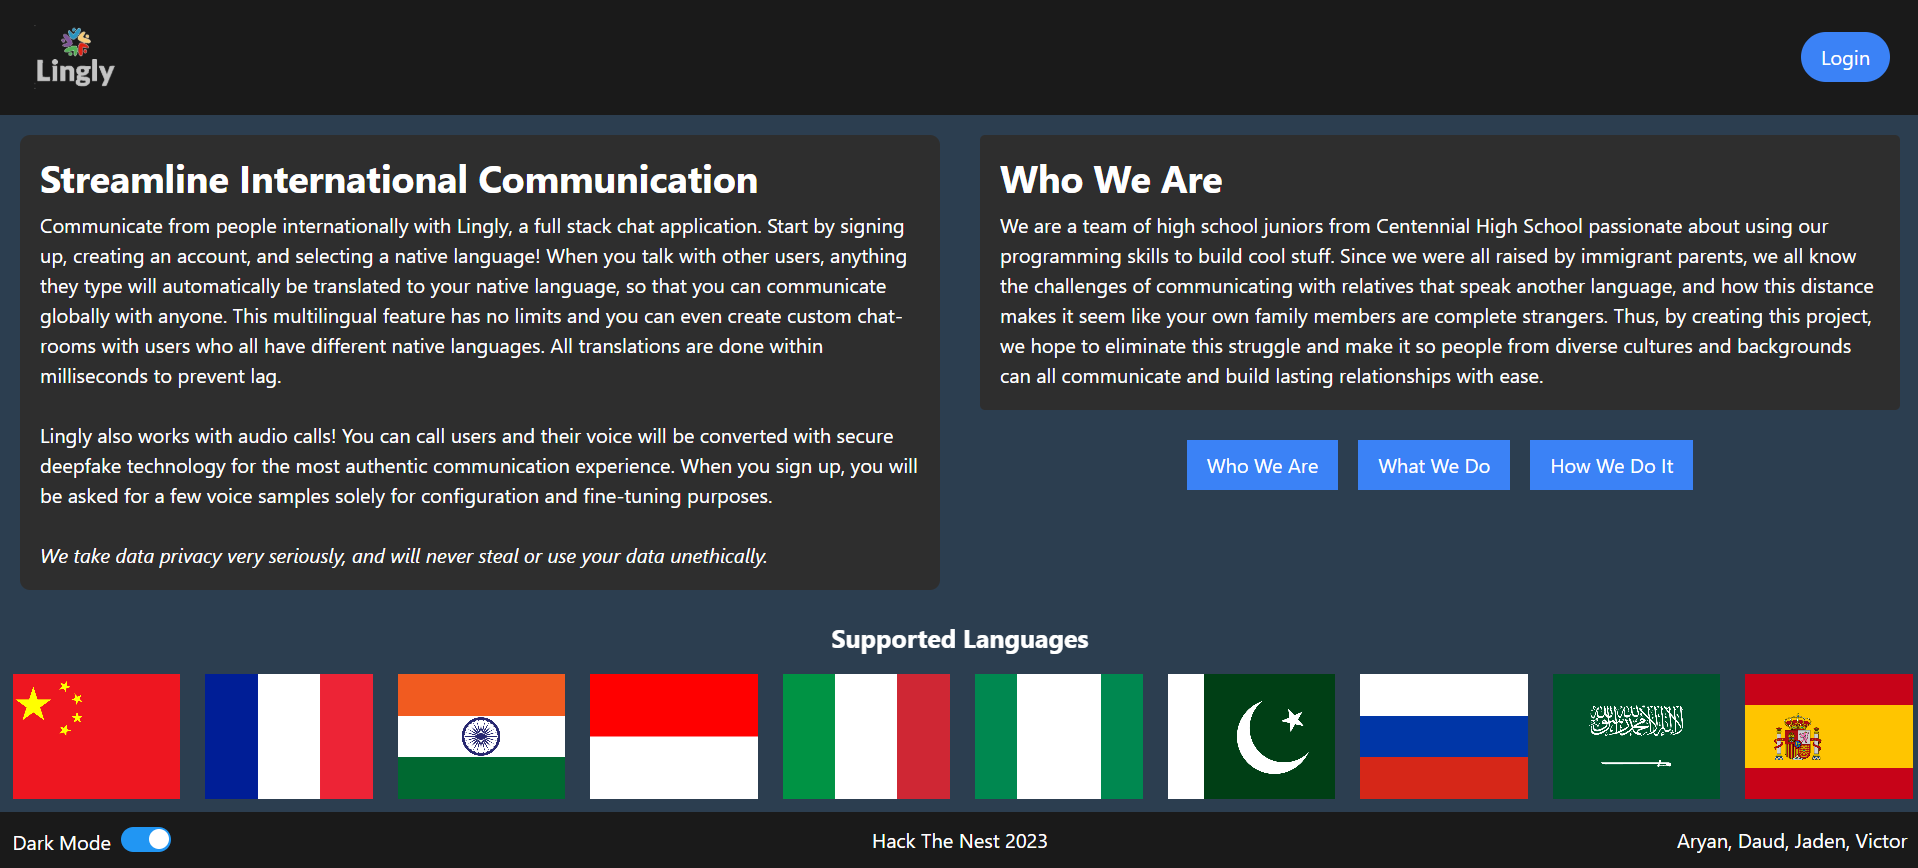 Lingly
Login
Streamline International Communication
Communicate from people internationally with Lingly, a full stack chat application. Start by signing
up, creating an account, and selecting a native language! When you talk with other users, anything
they type will automatically be translated to your native language, so that you can communicate
globally with anyone. This multilingual feature has no limits and you can even create custom chat-
rooms with users who all have different native languages. All translations are done within
milliseconds to prevent lag.
Lingly also works with audio calls! You can call users and their voice will be converted with secure
deepfake technology for the most authentic communication experience. When you sign up, you will
be asked for a few voice samples solely for configuration and fine-tuning purposes.
We take data privacy very seriously, and will never steal or use your data unethically.
Who We Are
We are a team of high school juniors from Centennial High School passionate about using our
programming skills to build cool stuff. Since we were all raised by immigrant parents, we all know
the challenges of communicating with relatives that speak another language, and how this distance
makes it seem like your own family members are complete strangers. Thus, by creating this project,
we hope to eliminate this struggle and make it so people from diverse cultures and backgrounds
can all communicate and build lasting relationships with ease.
Who We Are
What We Do
How We Do It
Supported Languages
لا إله إلا الله محمد رسول الله
Dark Mode
Hack The Nest 2023
Aryan, Daud, Jaden, Victor